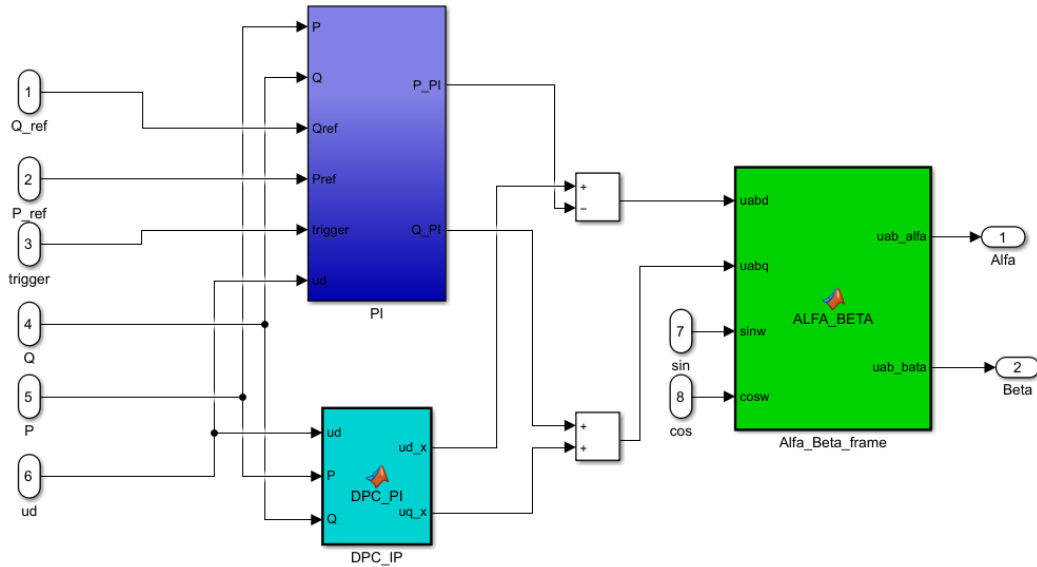 1
Q_ref
2
P_ref
3
trigger
4
Q
5
P
6
ud
P
Q
Qref
Pref
trigger
ud
P_PI
Q_PI
PI
ud
P
Q
DPC_PI
ud_x
uq_x
DPC_IP
+
−
+
+
7
sin
8
cos
uabd
uabq
sinw
cosw
ALFA_BETA
uab_alfa
uab_bata
Alfa_Beta_frame
1
Alfa
2
Beta